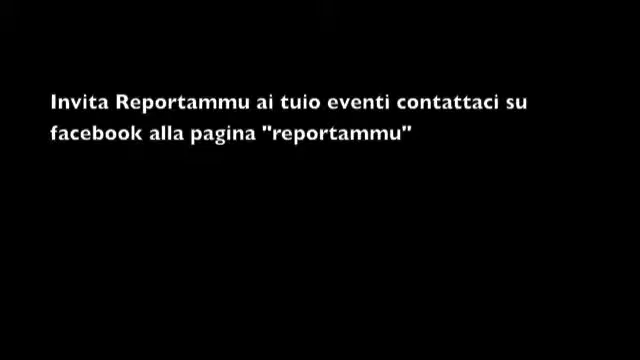 Invita Reportammu ai tuio eventi contattaci su
facebook alla pagina "reportammu"